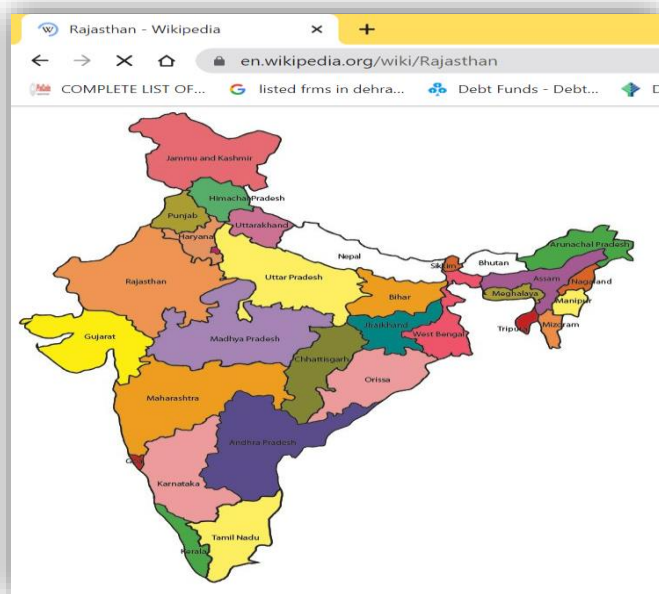 Rajasthan - Wikipedia
en.wikipedia.org/wiki/Rajasthan
COMPLETE LIST OF...
listed frms in dehra...
Debt Funds - Debt...
Jammu and Kashmir
Himachal Pradesh
Punjab
Uttarakhand
Haryana
Arunachal Pradesh
Nepal
Bhutan
Sikkim
Rajasthan
Uttar Pradesh
Assam
Nagaland
Bihar
Meghalaya
Manipur
Jharkhand
Tripura
Mizoram
Gujarat
Madhya Pradesh
West Bengal
Chhattisgarh
Orissa
Maharashtra
Andhra Pradesh
Karnataka
Tamil Nadu
Kerala